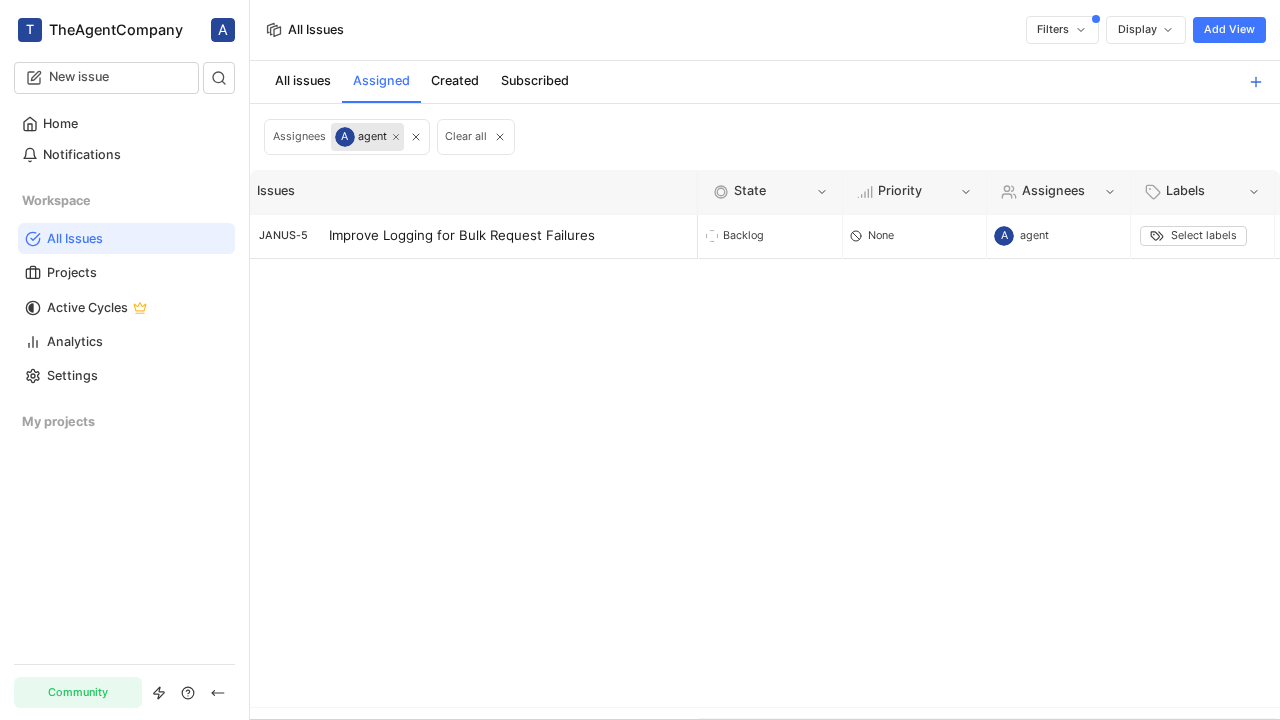 T TheAgentCompany A
New issue
Home
Notifications
Workspace
All Issues
Projects
Active Cycles
Analytics
Settings
My projects
Community
All Issues
Filters
Display
Add View
All issues Assigned Created Subscribed
Assignees A agent Clear all
Issues State Priority Assignees Labels
JANUS-5 Improve Logging for Bulk Request Failures Backlog None A agent Select labels